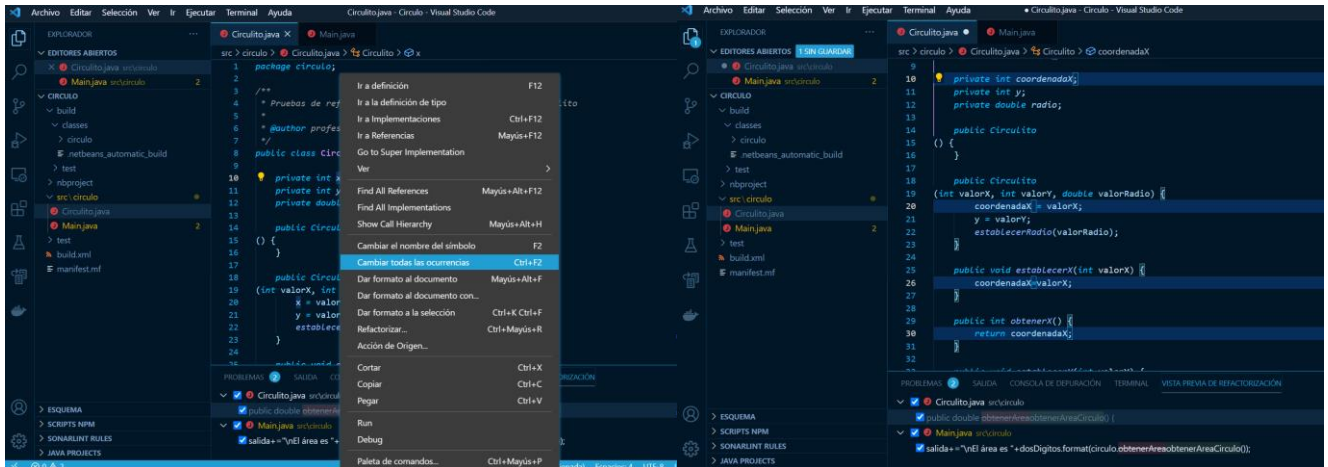 Archivo Editar Selección Ver Ir Ejecutar Terminal Ayuda Circulito.java - Circulo - Visual Studio Code
EXPLORADOR
EDITORES ABIERTOS
Circulito.java src\circulo
Main.java src\circulo 2
CIRCULO
build
classes
circulo
.netbeans_automatic_build
test
nbproject
src\circulo
Circulito.java
Main.java 2
test
build.xml
manifest.mf
ESQUEMA
SCRIPTS NPM
SONARLINT RULES
JAVA PROJECTS
Circulito.java Main.java
src > circulo > Circulito.java > Circulito > x
1 package circulo;
2
3 /**
4 * Pruebas de ref ito
5 *
6 * @author profes
7 */
8 public class Circ
9
10 private int x
11 private int y
12 private doubl
13
14 public Circul
15 () {
16 }
17
18 public Circul
19 (int valorX, int
20 x = valor
21 y = valor
22 establece
23 }
24
25 public void
Ir a definición F12
Ir a la definición de tipo
Ir a Implementaciones Ctrl+F12
Ir a Referencias Mayús+F12
Go to Super Implementation
Ver
Find All References Mayús+Alt+F12
Find All Implementations
Show Call Hierarchy Mayús+Alt+H
Cambiar el nombre del símbolo F2
Cambiar todas las ocurrencias Ctrl+F2
Dar formato al documento Mayús+Alt+F
Dar formato al documento con...
Dar formato a la selección Ctrl+K Ctrl+F
Refactorizar... Ctrl+Mayús+R
Acción de Origen...
Cortar Ctrl+X
Copiar Ctrl+C
Pegar Ctrl+V
Run
Debug
Paleta de comandos... Ctrl+Mayús+P
PROBLEMAS 2 SALIDA CO
Circulito.java src\circul
public double obtenerA
Main.java src\circulo
salida+="\nEl área es "+
Archivo Editar Selección Ver Ir Ejecutar Terminal Ayuda • Circulito.java - Circulo - Visual Studio Code
EXPLORADOR
EDITORES ABIERTOS 1 SIN GUARDAR
Circulito.java src\circulo
Main.java src\circulo 2
CIRCULO
build
classes
circulo
.netbeans_automatic_build
test
nbproject
src\circulo
Circulito.java
Main.java 2
test
build.xml
manifest.mf
ESQUEMA
SCRIPTS NPM
SONARLINT RULES
JAVA PROJECTS
Circulito.java Main.java
src > circulo > Circulito.java > Circulito > coordenadaX
9
10 private int coordenadaX;
11 private int y;
12 private double radio;
13
14 public Circulito
15 () {
16 }
17
18 public Circulito
19 (int valorX, int valorY, double valorRadio) {
20 coordenadaX = valorX;
21 y = valorY;
22 establecerRadio(valorRadio);
23 }
24
25 public void establecerX(int valorX) {
26 coordenadaX=valorX;
27 }
28
29 public int obtenerX() {
30 return coordenadaX;
31 }
32
PROBLEMAS 2 SALIDA CONSOLA DE DEPURACIÓN TERMINAL VISTA PREVIA DE REFACTORIZACIÓN
Circulito.java src\circulo
public double obtenerAreaobtenerAreaCirculo() {
Main.java src\circulo
salida+="\nEl área es "+dosDigitos.format(circulo.obtenerAreaobtenerAreaCirculo());